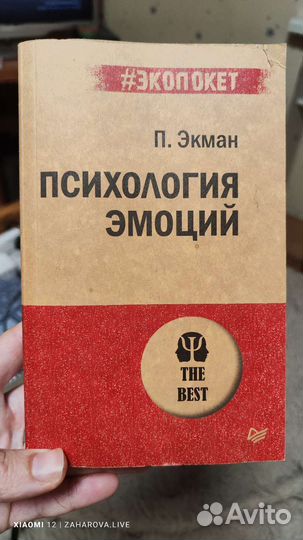 #ЭКОПОКЕТ
П. Экман
ПСИХОЛОГИЯ
ЭМОЦИЙ
THE
BEST
XIAOMI 12 | ZAHAROVA.LIVE
Avito